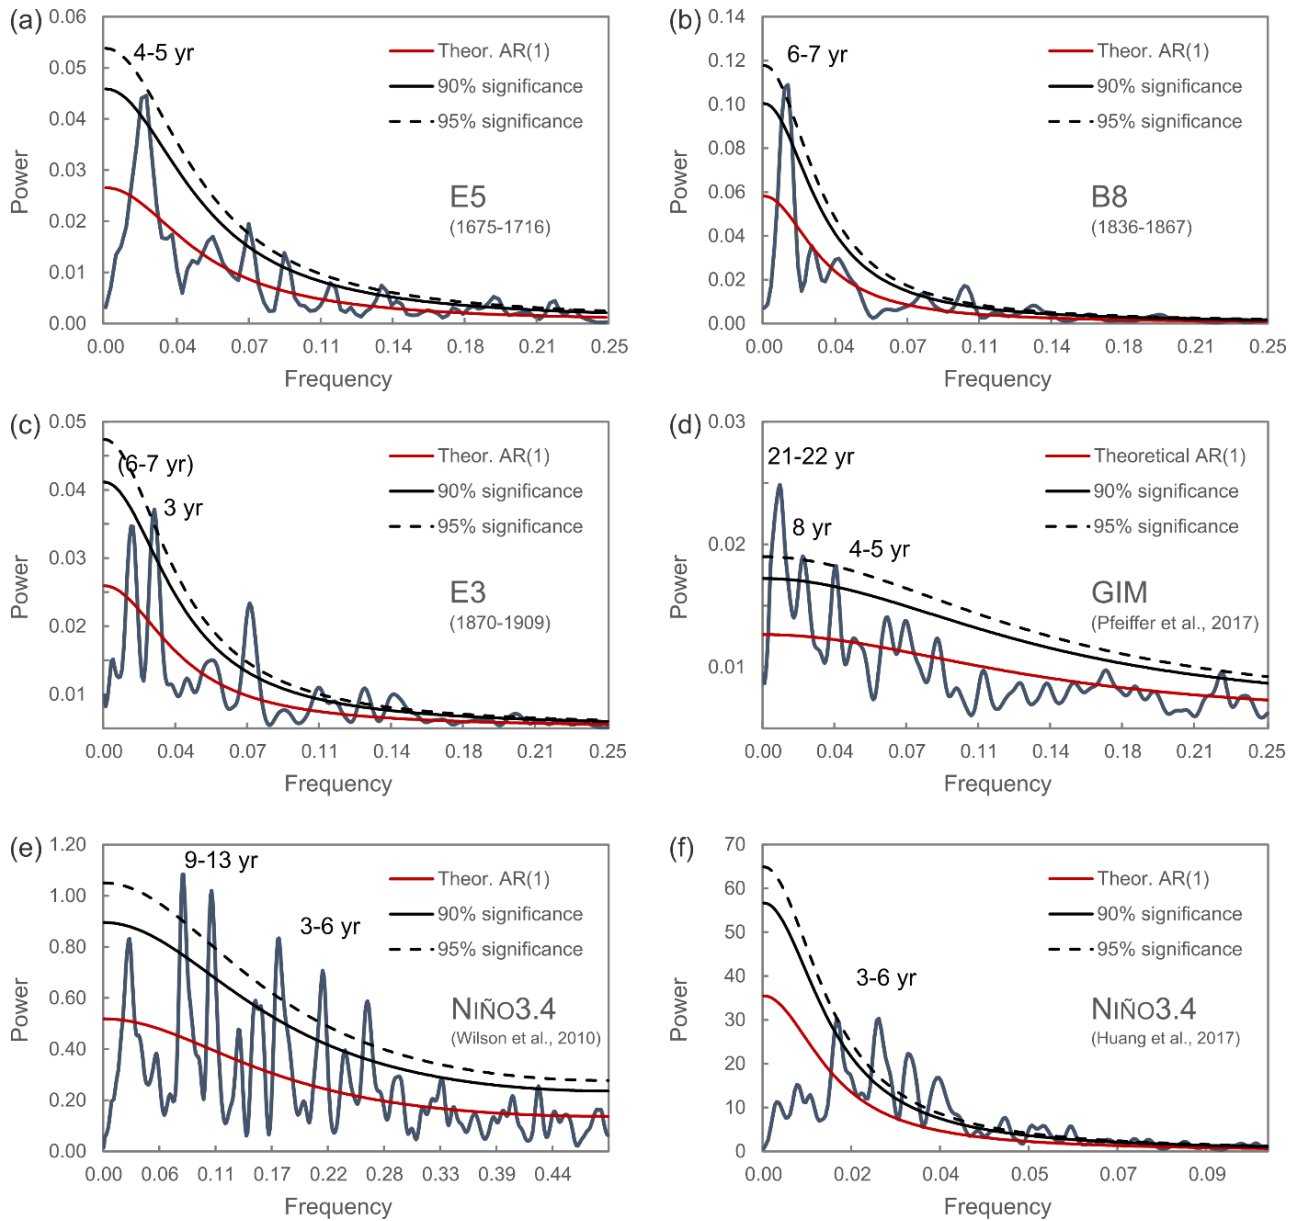 (a)
0.06
0.05
0.04
0.03
0.02
0.01
0.00
Power
4-5 yr
Theor. AR(1)
90% significance
95% significance
E5
(1675-1716)
0.00 0.04 0.07 0.11 0.14 0.18 0.21 0.25
Frequency
(b)
0.14
0.12
0.10
0.08
0.06
0.04
0.02
0.00
Power
6-7 yr
Theor. AR(1)
90% significance
95% significance
B8
(1836-1867)
0.00 0.04 0.07 0.11 0.14 0.18 0.21 0.25
Frequency
(c)
0.05
0.04
0.03
0.02
0.01
Power
(6-7 yr)
3 yr
Theor. AR(1)
90% significance
95% significance
E3
(1870-1909)
0.00 0.04 0.07 0.11 0.14 0.18 0.21 0.25
Frequency
(d)
0.03
0.02
0.01
Power
21-22 yr
8 yr
4-5 yr
Theoretical AR(1)
90% significance
95% significance
GIM
(Pfeiffer et al., 2017)
0.00 0.04 0.07 0.11 0.14 0.18 0.21 0.25
Frequency
(e)
1.20
1.00
0.80
0.60
0.40
0.20
0.00
Power
9-13 yr
3-6 yr
Theor. AR(1)
90% significance
95% significance
NIÑO3.4
(Wilson et al., 2010)
0.00 0.06 0.11 0.17 0.22 0.28 0.33 0.39 0.44
Frequency
(f)
70
60
50
40
30
20
10
0
Power
3-6 yr
Theor. AR(1)
90% significance
95% significance
NIÑO3.4
(Huang et al., 2017)
0.00 0.02 0.04 0.05 0.07 0.09
Frequency